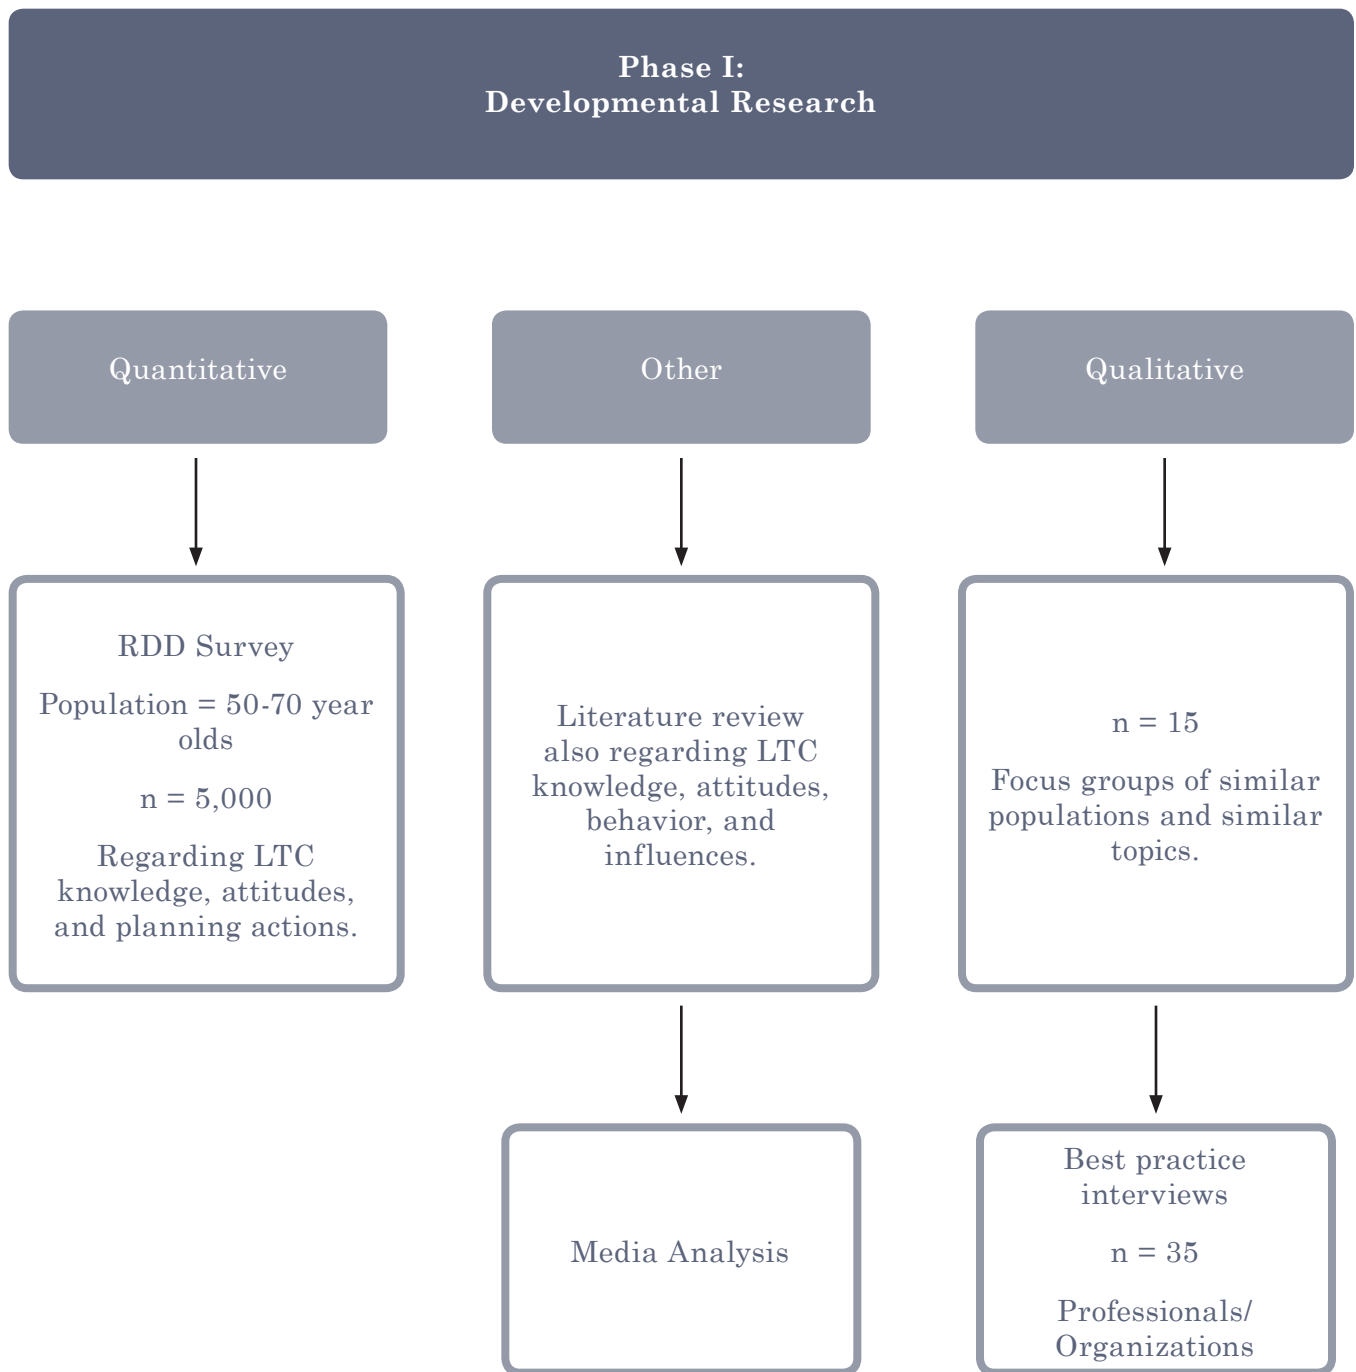 Phase I:
Developmental Research
Quantitative
Other
Qualitative
RDD Survey
Population = 50-70 year
olds
n = 5,000
Regarding LTC
knowledge, attitudes,
and planning actions.
Literature review
also regarding LTC
knowledge, attitudes,
behavior, and
influences.
n = 15
Focus groups of similar
populations and similar
topics.
Media Analysis
Best practice
interviews
n = 35
Professionals/
Organizations